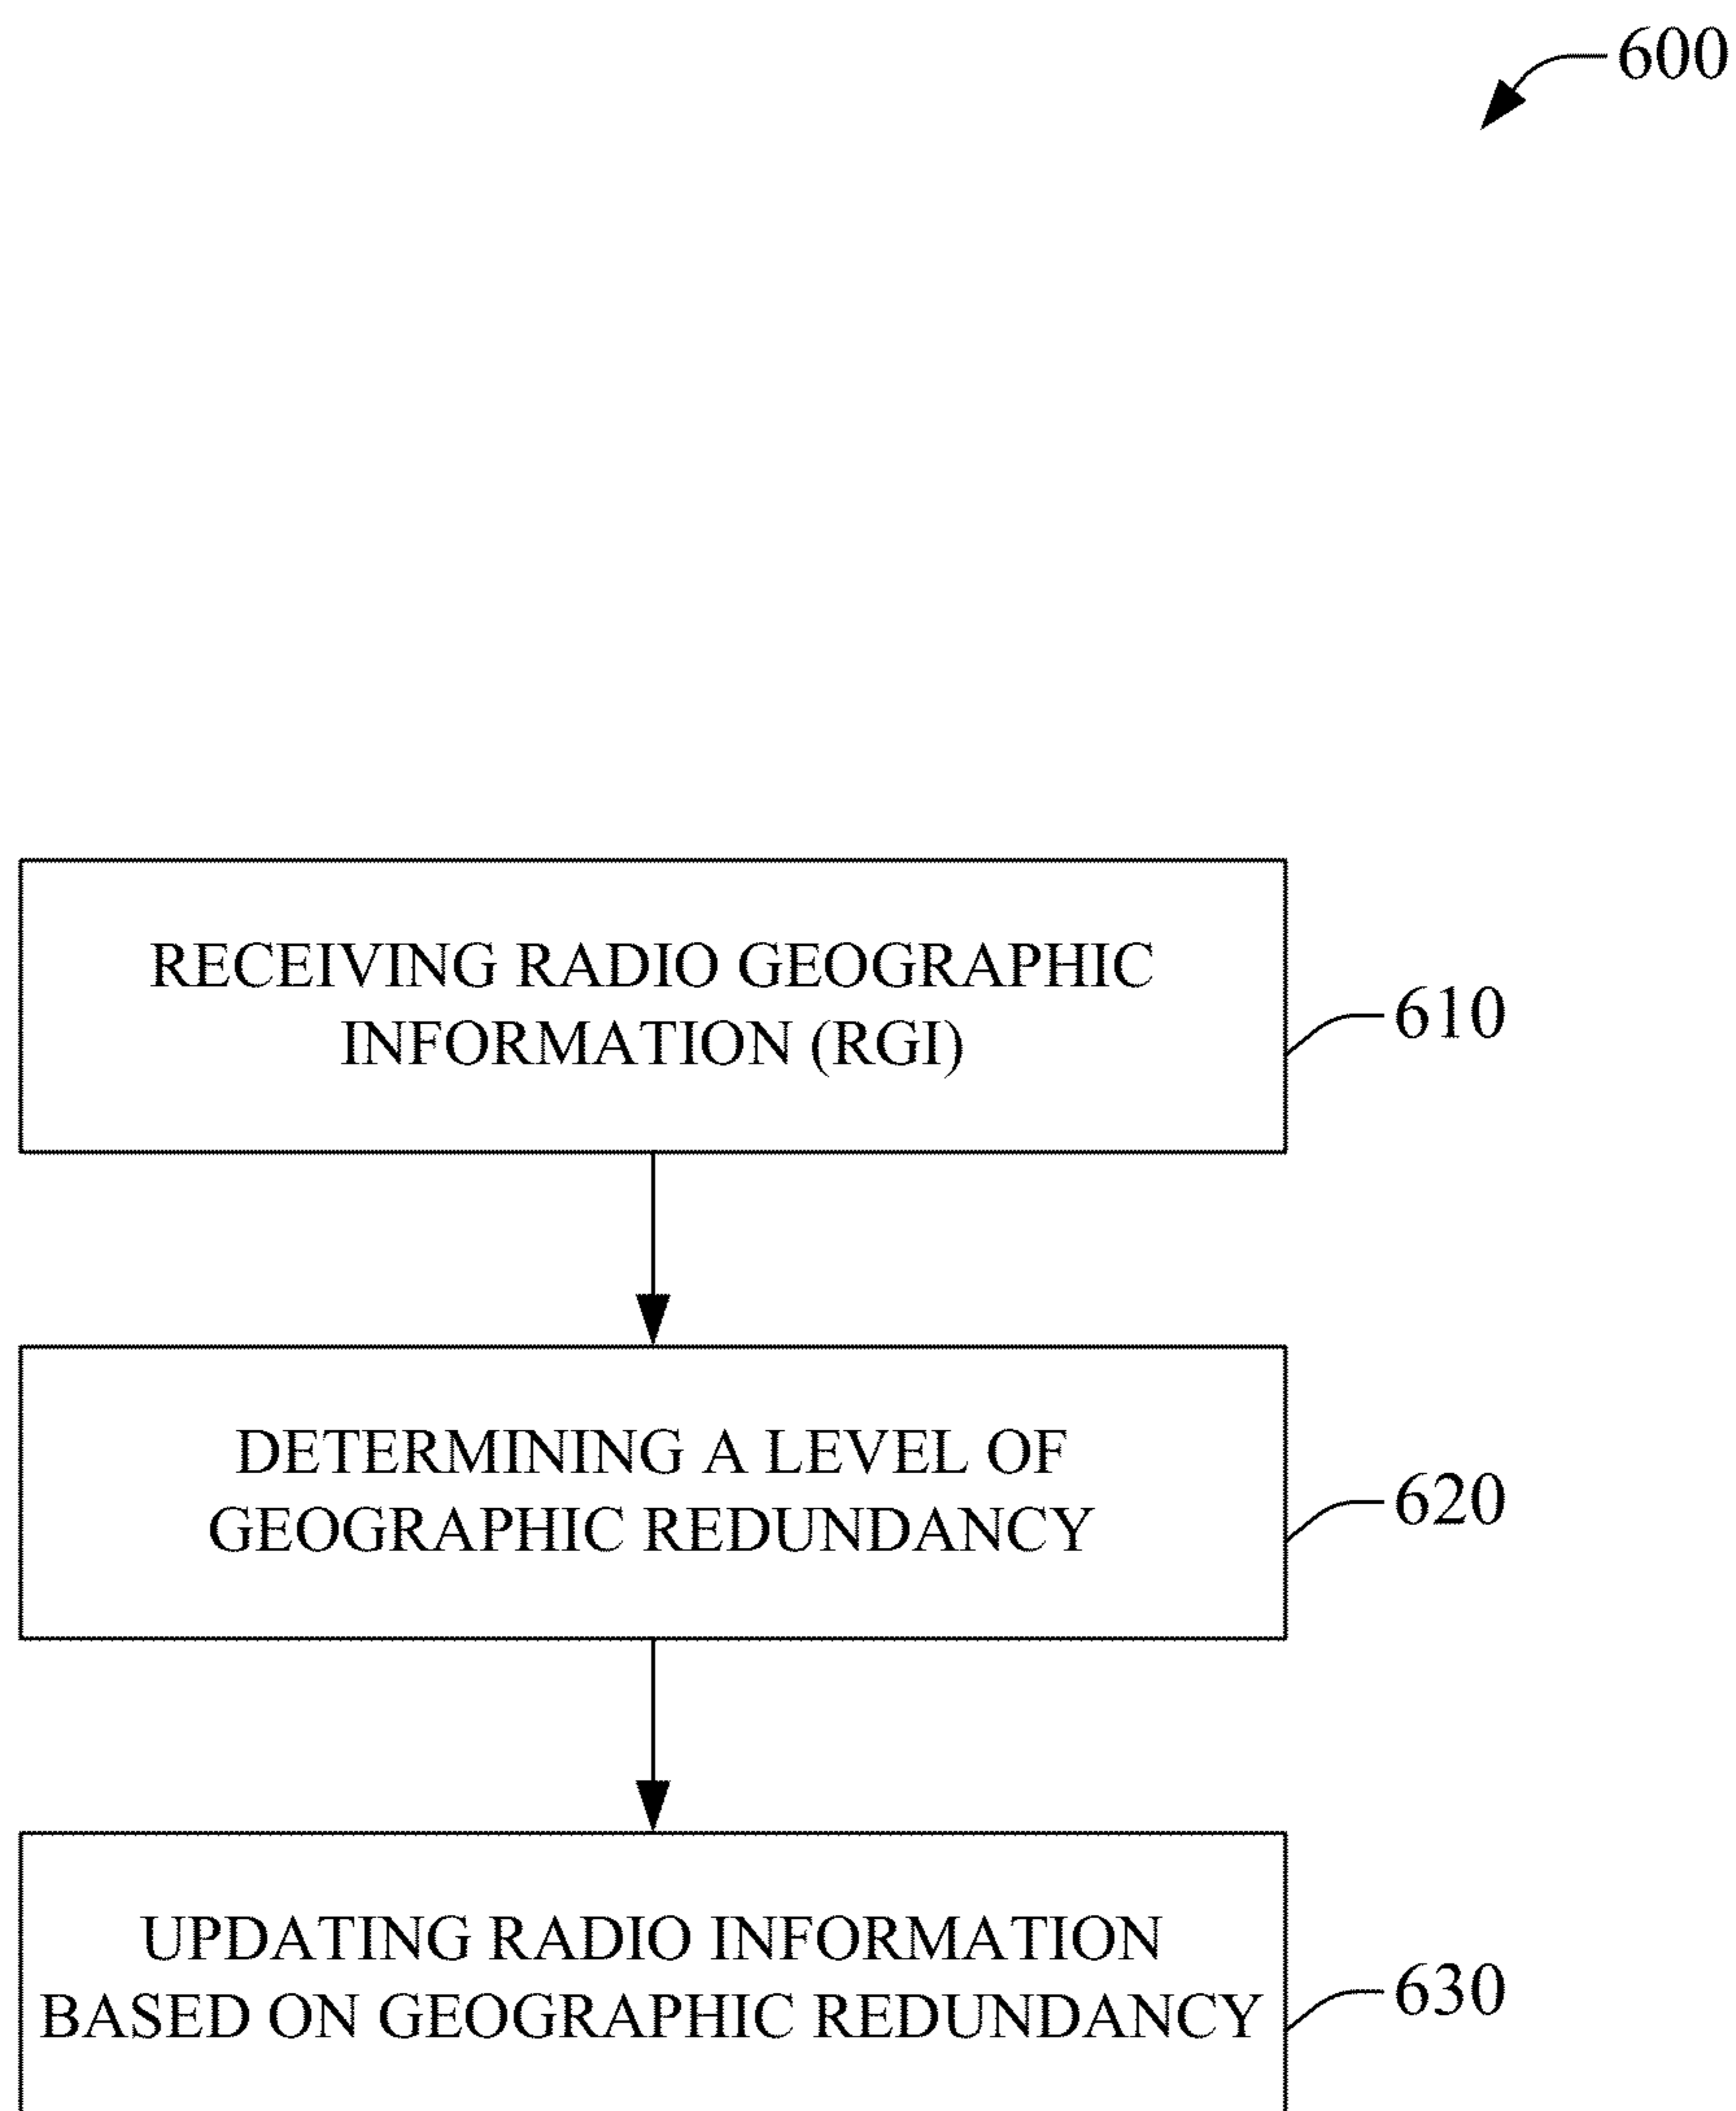 600
RECEIVING RADIO GEOGRAPHIC
INFORMATION (RGI)
610
DETERMINING A LEVEL OF
GEOGRAPHIC REDUNDANCY
620
UPDATING RADIO INFORMATION
BASED ON GEOGRAPHIC REDUNDANCY
630